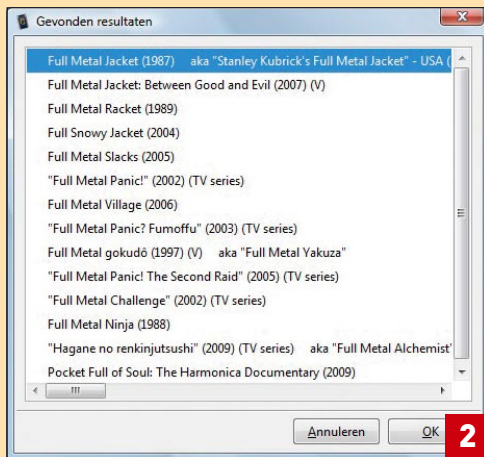 Gevonden resultaten
Full Metal Jacket (1987) aka "Stanley Kubrick's Full Metal Jacket" - USA (
Full Metal Jacket: Between Good and Evil (2007) (V)
Full Metal Racket (1989)
Full Snowy Jacket (2004)
Full Metal Slacks (2005)
"Full Metal Panic!" (2002) (TV series)
Full Metal Village (2006)
"Full Metal Panic? Fumoffu" (2003) (TV series)
Full Metal gokudô (1997) (V) aka "Full Metal Yakuza"
"Full Metal Panic! The Second Raid" (2005) (TV series)
"Full Metal Challenge" (2002) (TV series)
Full Metal Ninja (1988)
"Hagane no renkinjutsushi" (2009) (TV series) aka "Full Metal Alchemist"
Pocket Full of Soul: The Harmonica Documentary (2009)
Annuleren OK
2